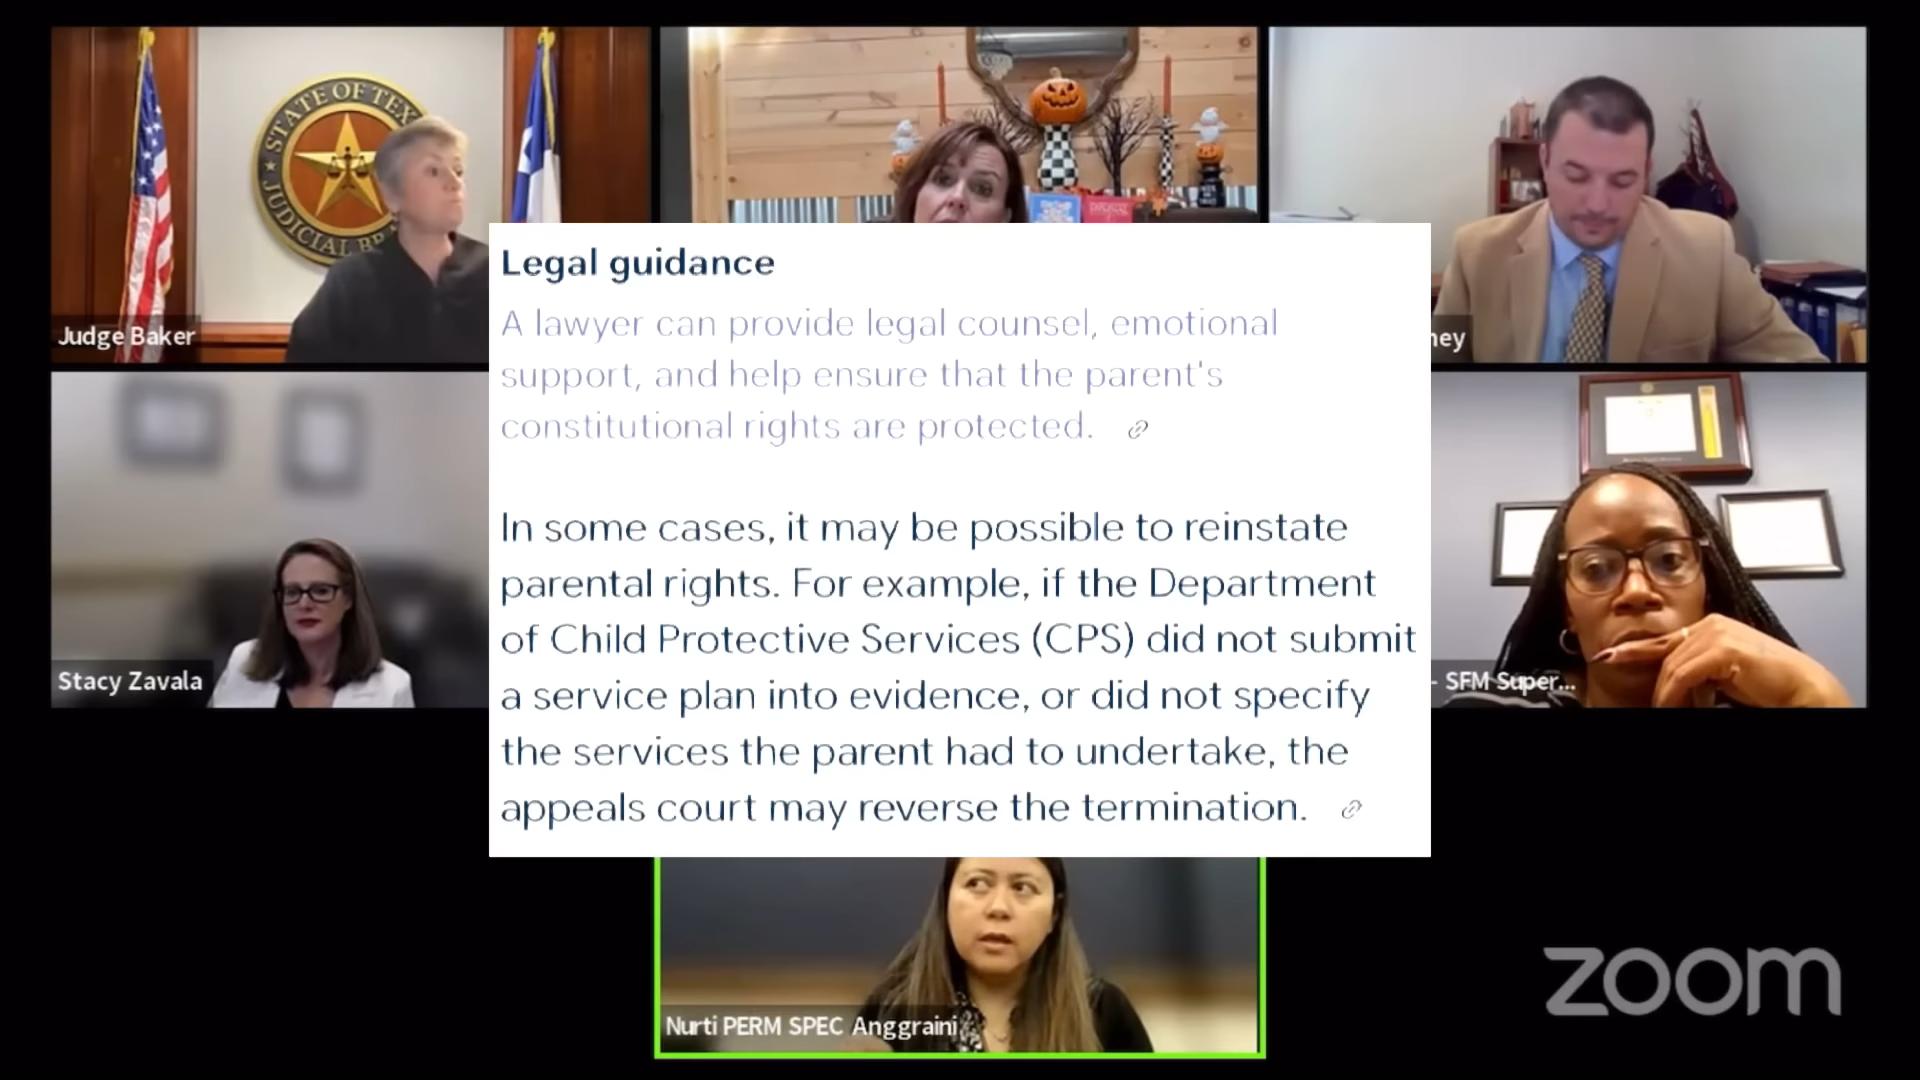 STATE OF TEX
JUDICIAL BRA
Judge Baker
ney
Legal guidance
A lawyer can provide legal counsel, emotional
support, and help ensure that the parent's
constitutional rights are protected.
In some cases, it may be possible to reinstate
parental rights. For example, if the Department
of Child Protective Services (CPS) did not submit
a service plan into evidence, or did not specify
the services the parent had to undertake, the
appeals court may reverse the termination.
Stacy Zavala
- SFM Super...
Nurti PERM SPEC Anggraini
zoom